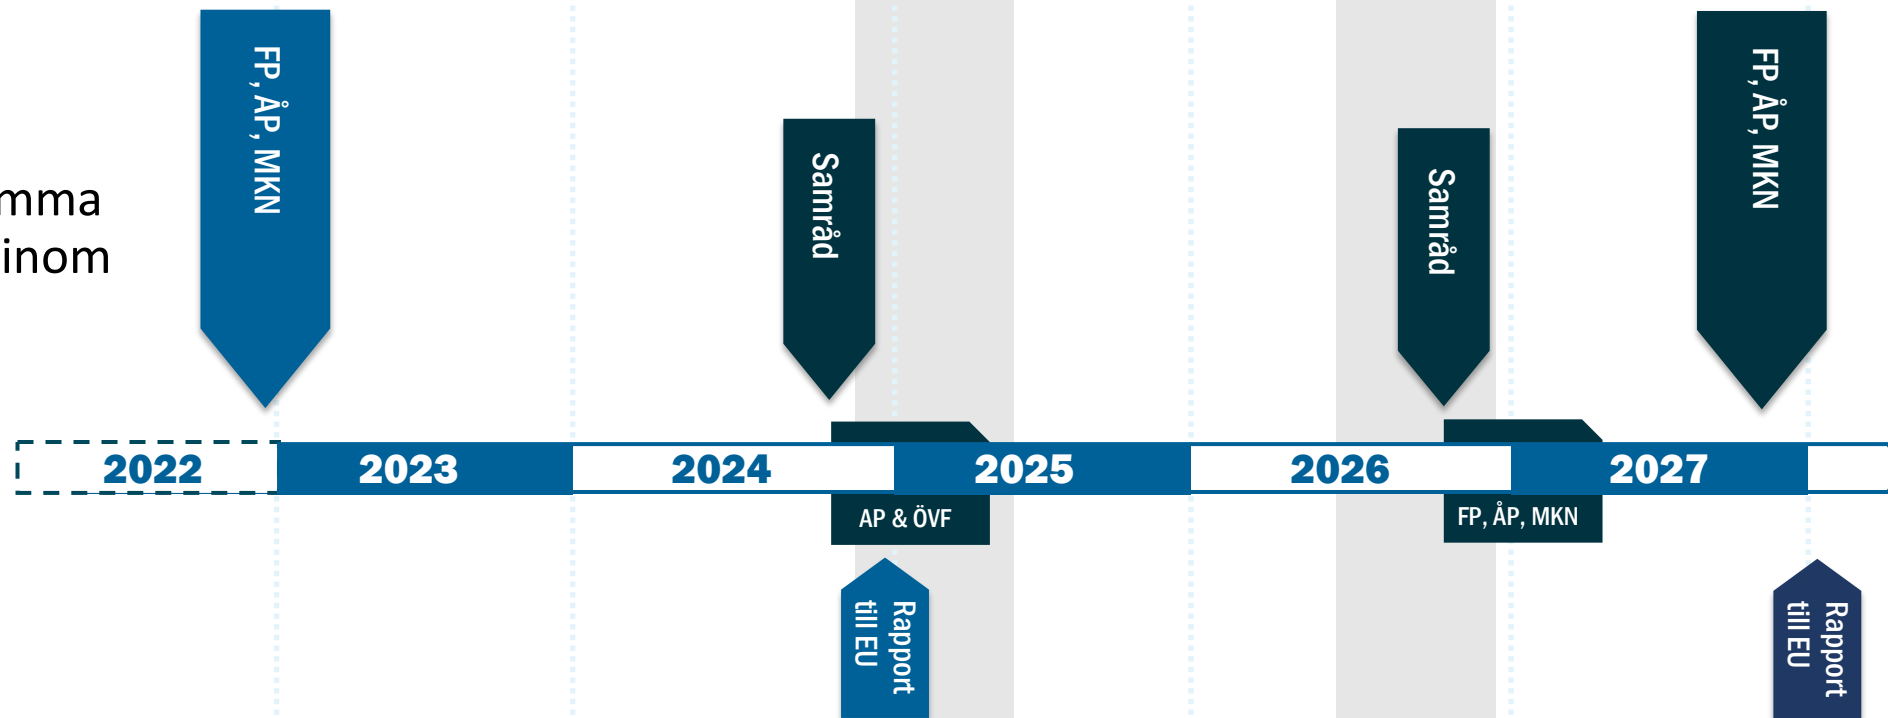 FP, ÅP, MKN
Samråd
Samråd
FP, ÅP, MKN
mma
inom
2022
2023
2024
2025
2026
2027
AP & ÖVF
FP, ÅP, MKN
Rapport
till EU
Rapport
till EU